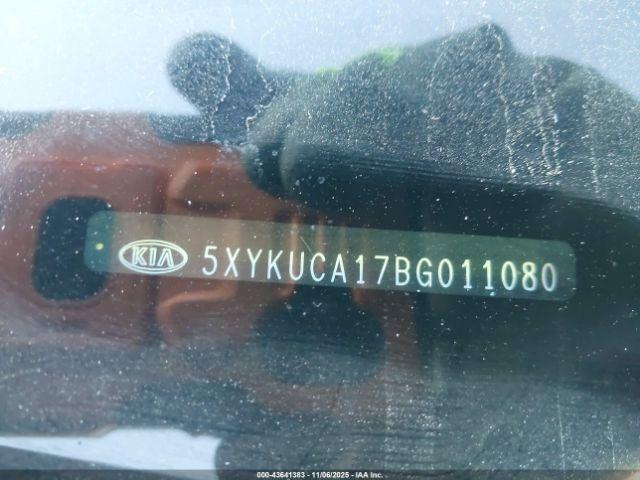 KIA 5XYKUCA17BG011080
000-43641383 - 11/06/2025 - IAA Inc.